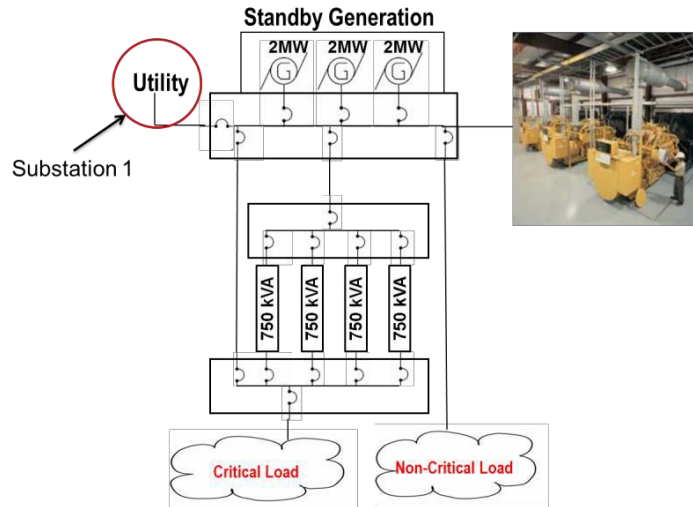 Standby Generation
2MW 2MW 2MW
G G G
Utility
Substation 1
750 kVA
750 kVA
750 kVA
750 kVA
Critical Load
Non-Critical Load